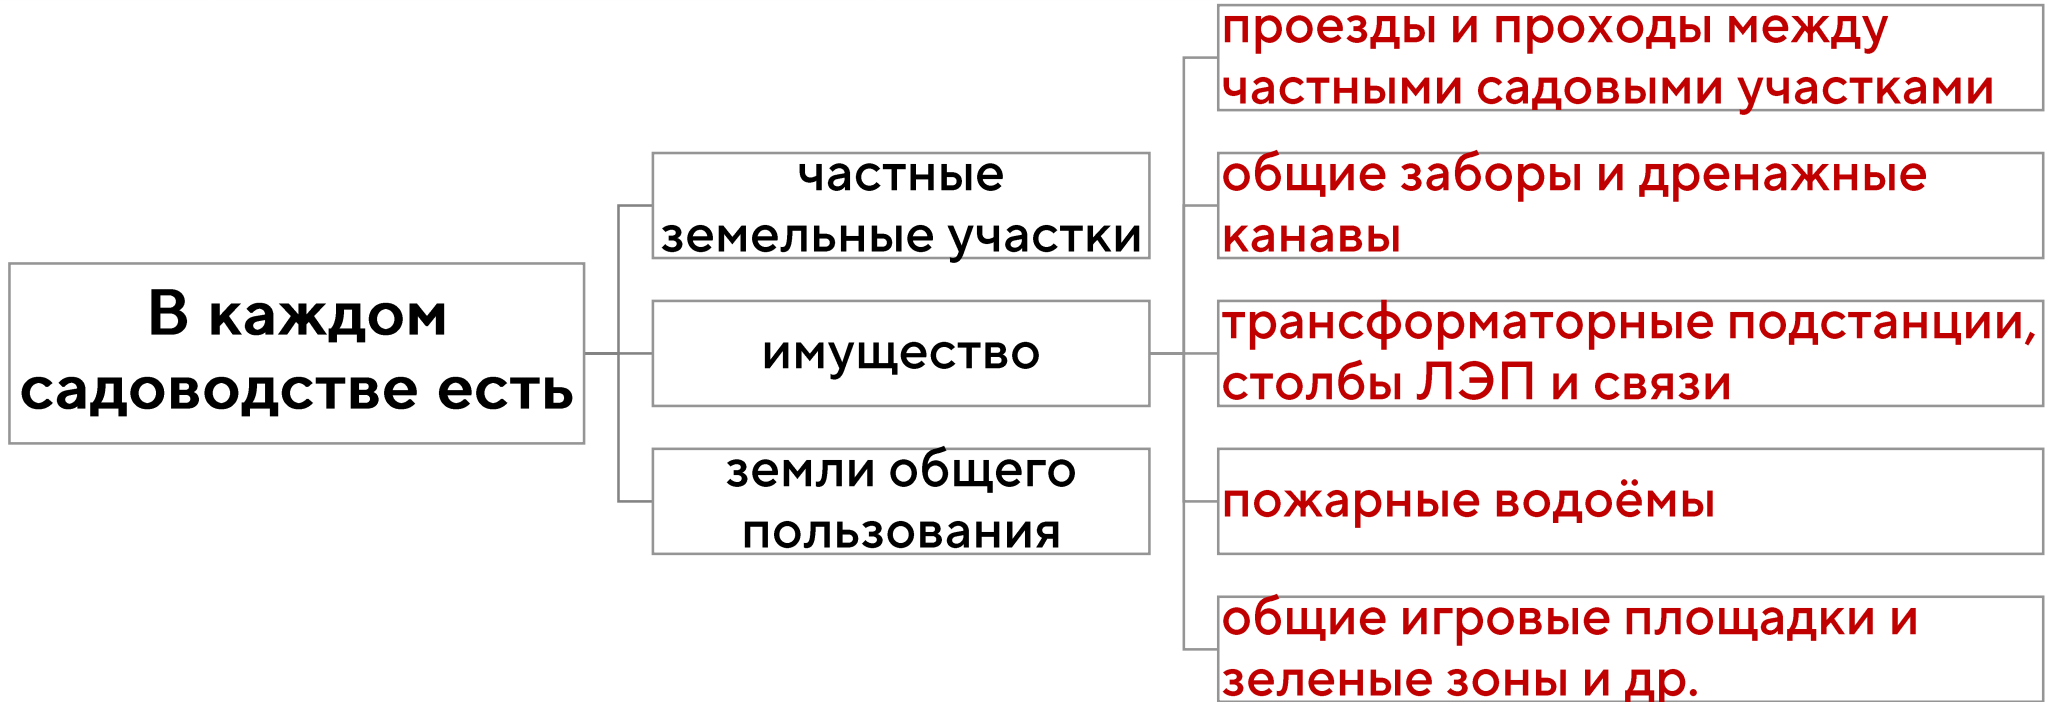 В каждом
садоводстве есть
частные
земельные участки
имущество
земли общего
пользования
проезды и проходы между
частными садовыми участками
общие заборы и дренажные
канавы
трансформаторные подстанции,
столбы ЛЭП и связи
пожарные водоёмы
общие игровые площадки и
зеленые зоны и др.